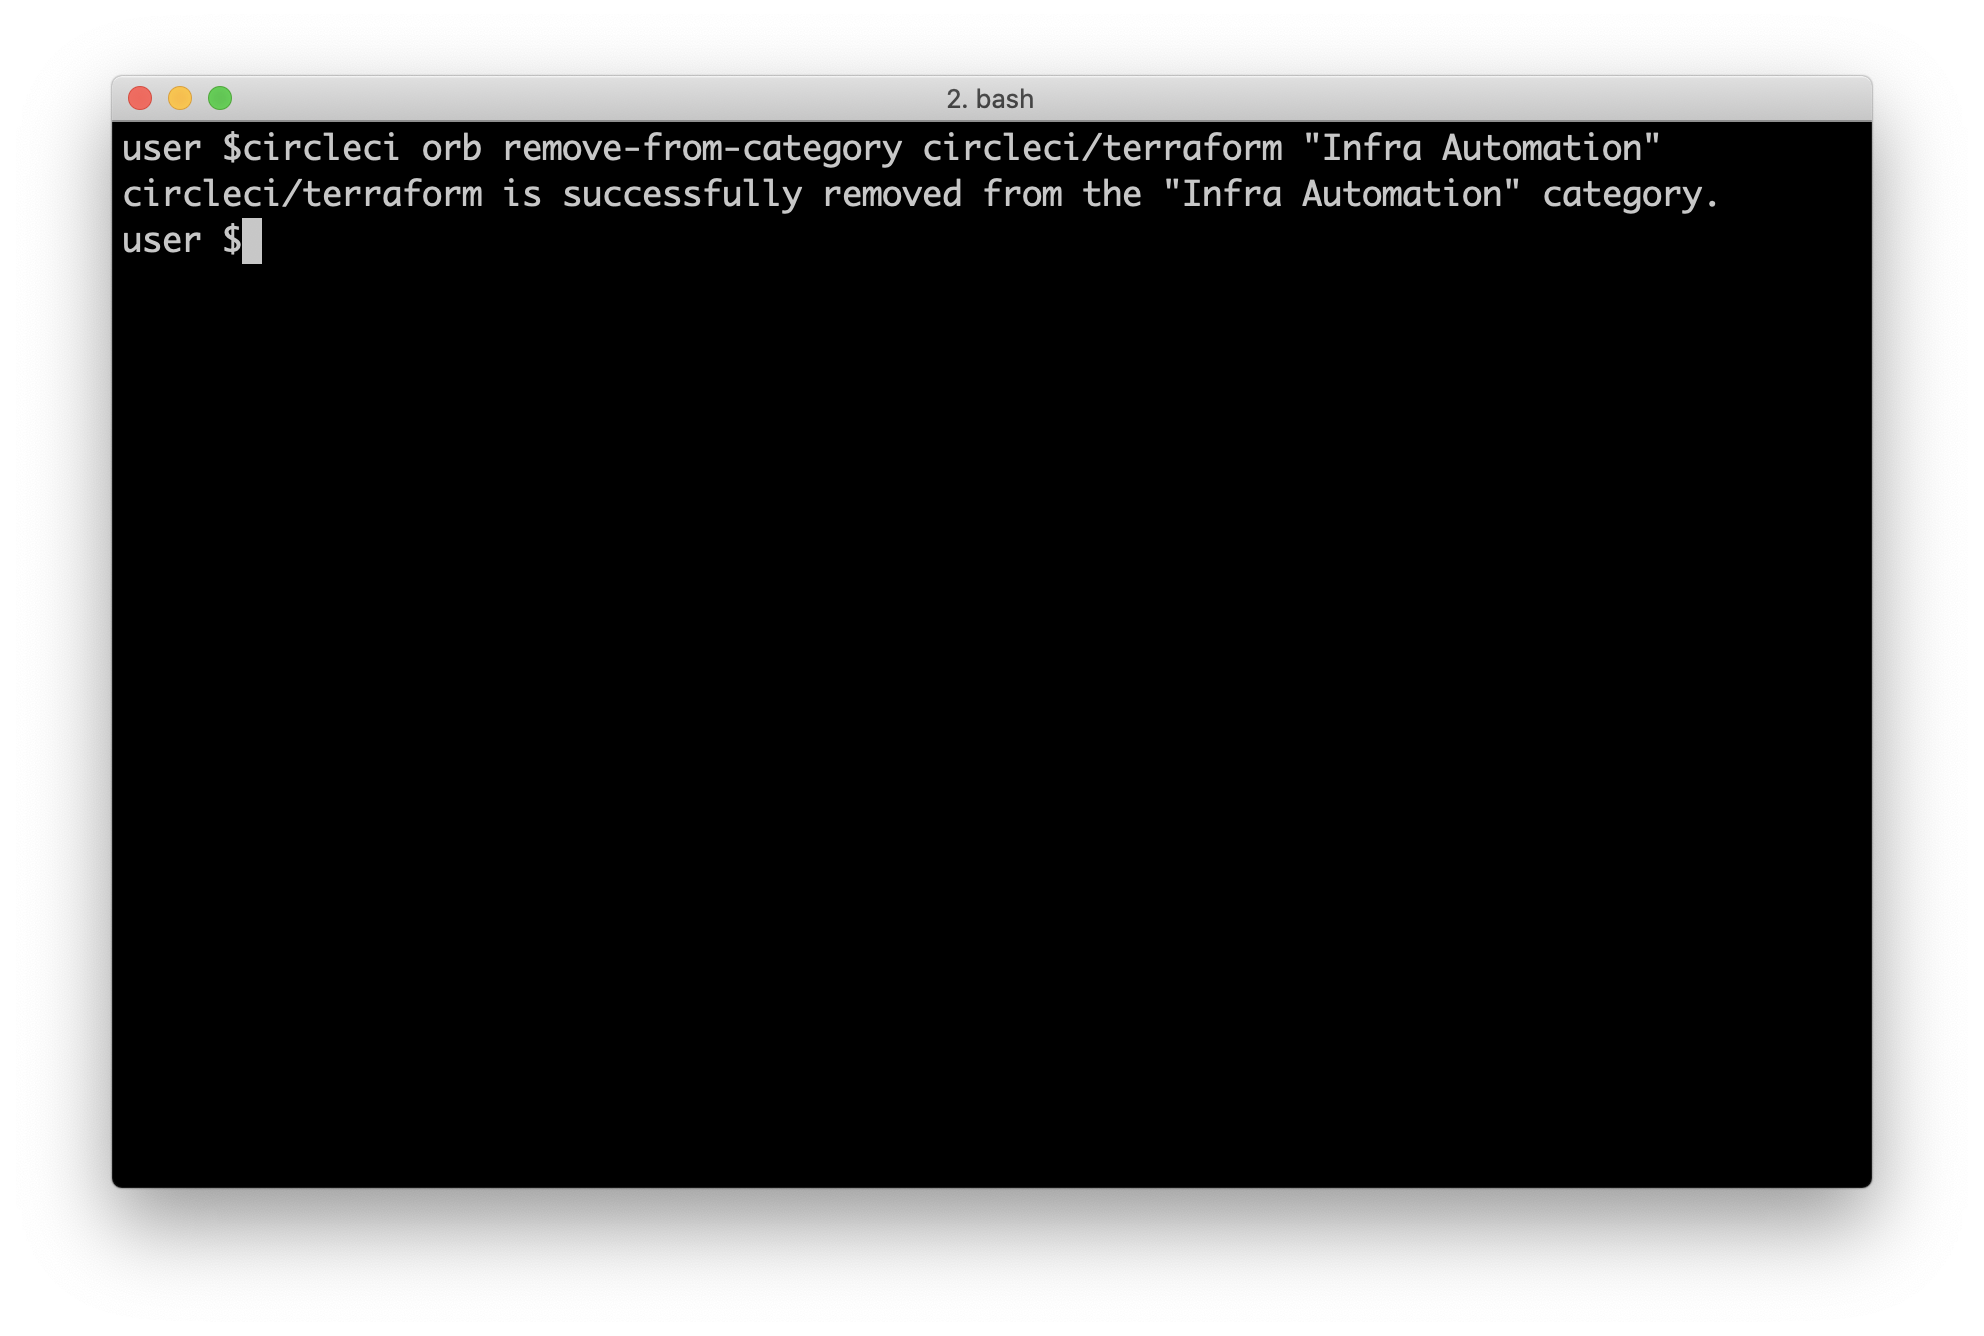 2. bash
user $circleci orb remove-from-category circleci/terraform "Infra Automation"
circleci/terraform is successfully removed from the "Infra Automation" category.
user $